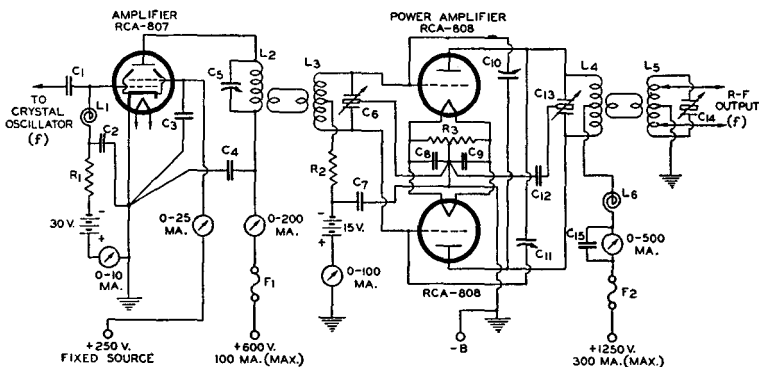 AMPLIFIER
RCA-807
POWER AMPLIFIER
RCA-808
C1
TO
CRYSTAL
OSCILLATOR
(f)
L1
C2
C3
R1
30 V.
-
+
0-10
MA.
+250 V.
FIXED SOURCE
0-25
MA.
C4
C5
L2
0-200
MA.
F1
+600 V.
100 MA.(MAX.)
L3
C6
R2
C7
-
15 V.
+
0-100
MA.
R3
C8
C9
C10
C11
RCA-808
-B
C12
C13
L4
L5
C14
R-F
OUTPUT
(f)
L6
C15
0-500
MA.
F2
+1250 V.
300 MA.(MAX.)